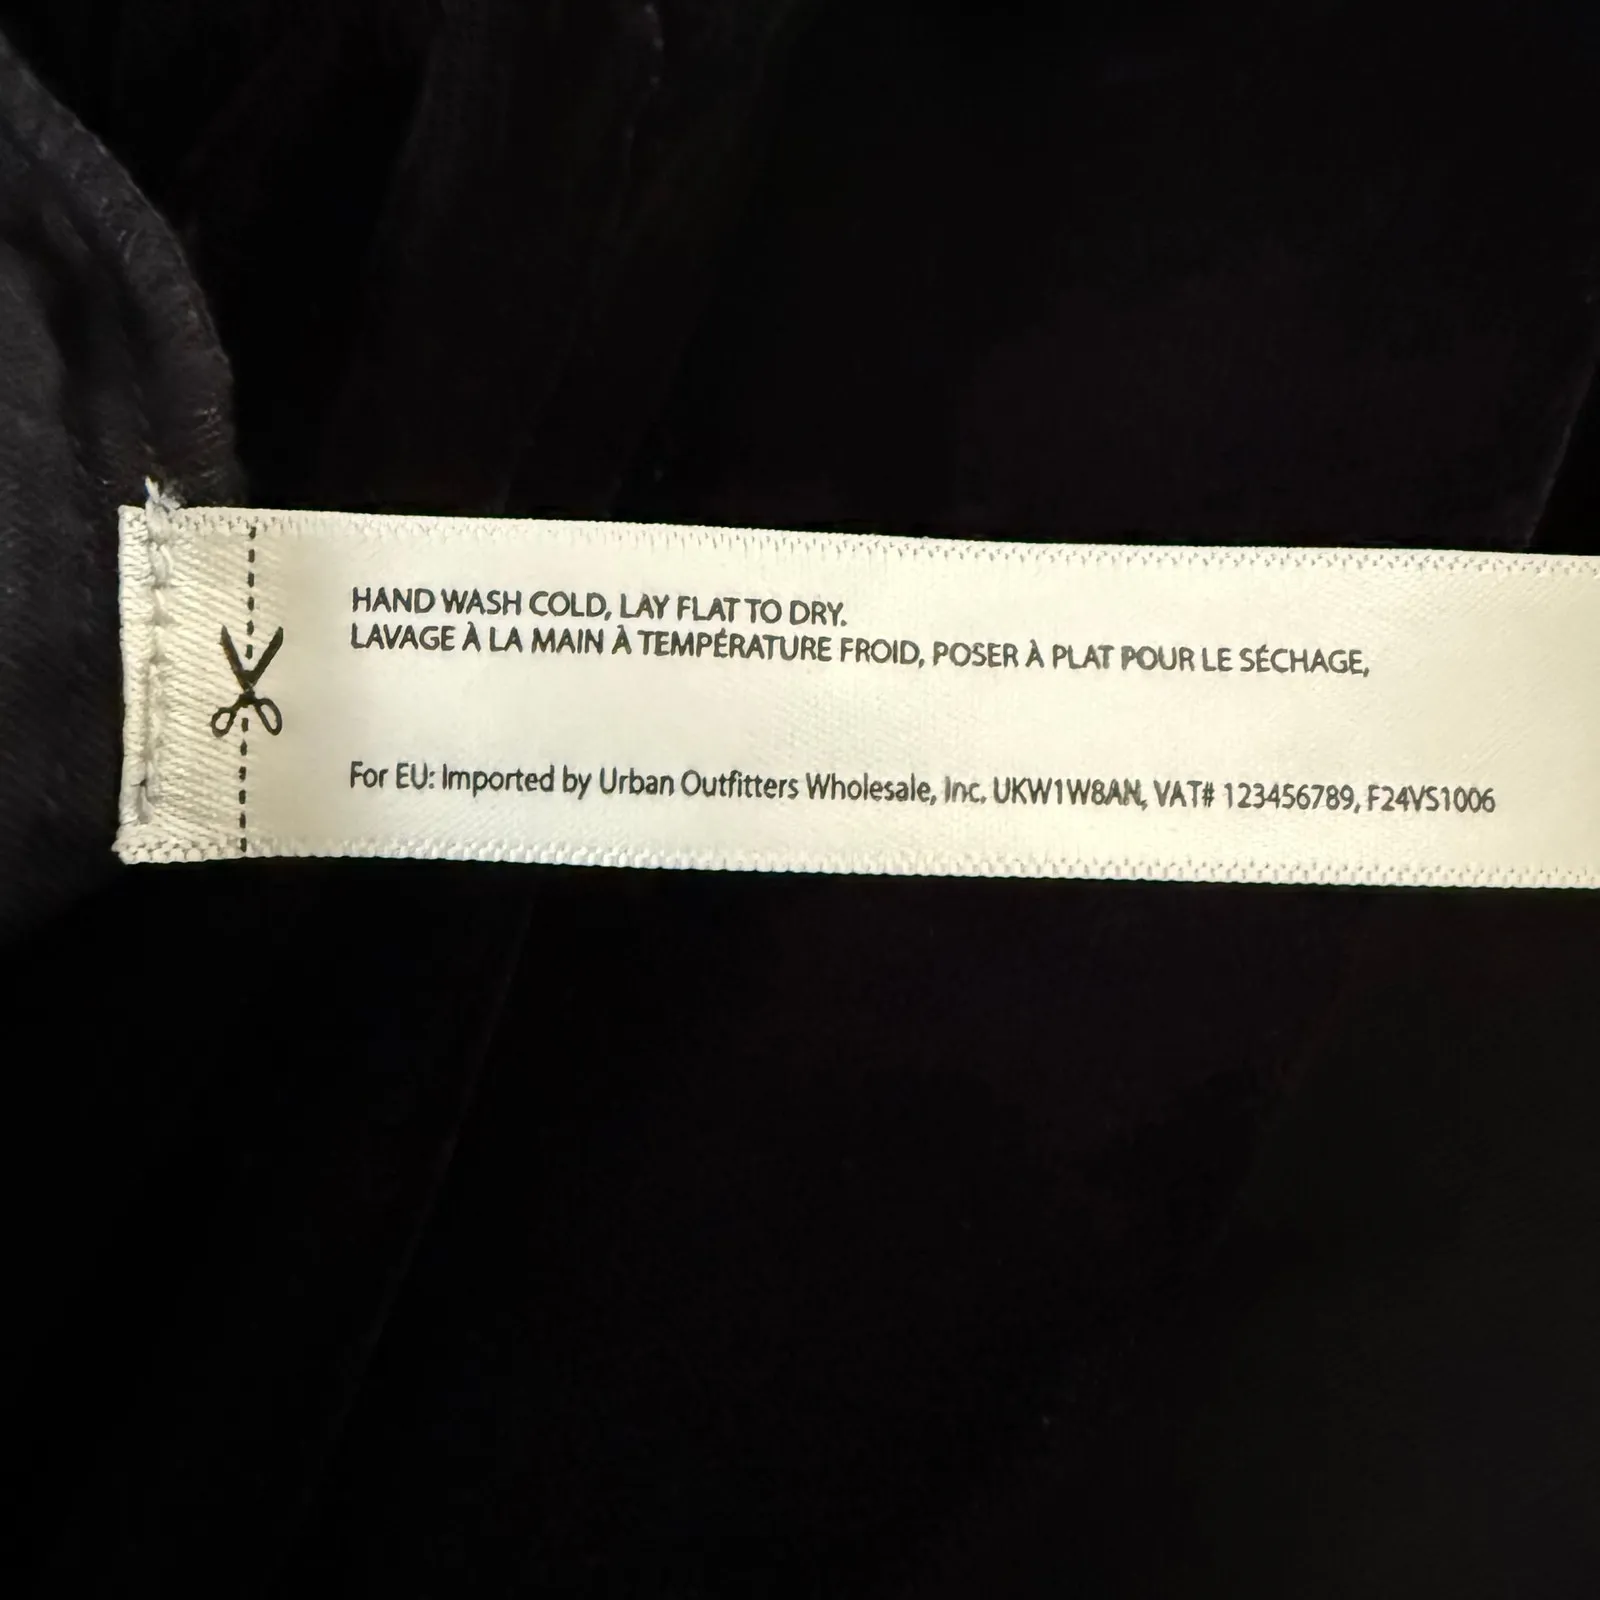 HAND WASH COLD, LAY FLAT TO DRY.
LAVAGE À LA MAIN À TEMPÉRATURE FROID, POSER À PLAT POUR LE SÉCHAGE,
For EU: Imported by Urban Outfitters Wholesale, Inc. UKW1W8AN, VAT# 123456789, F24VS1006